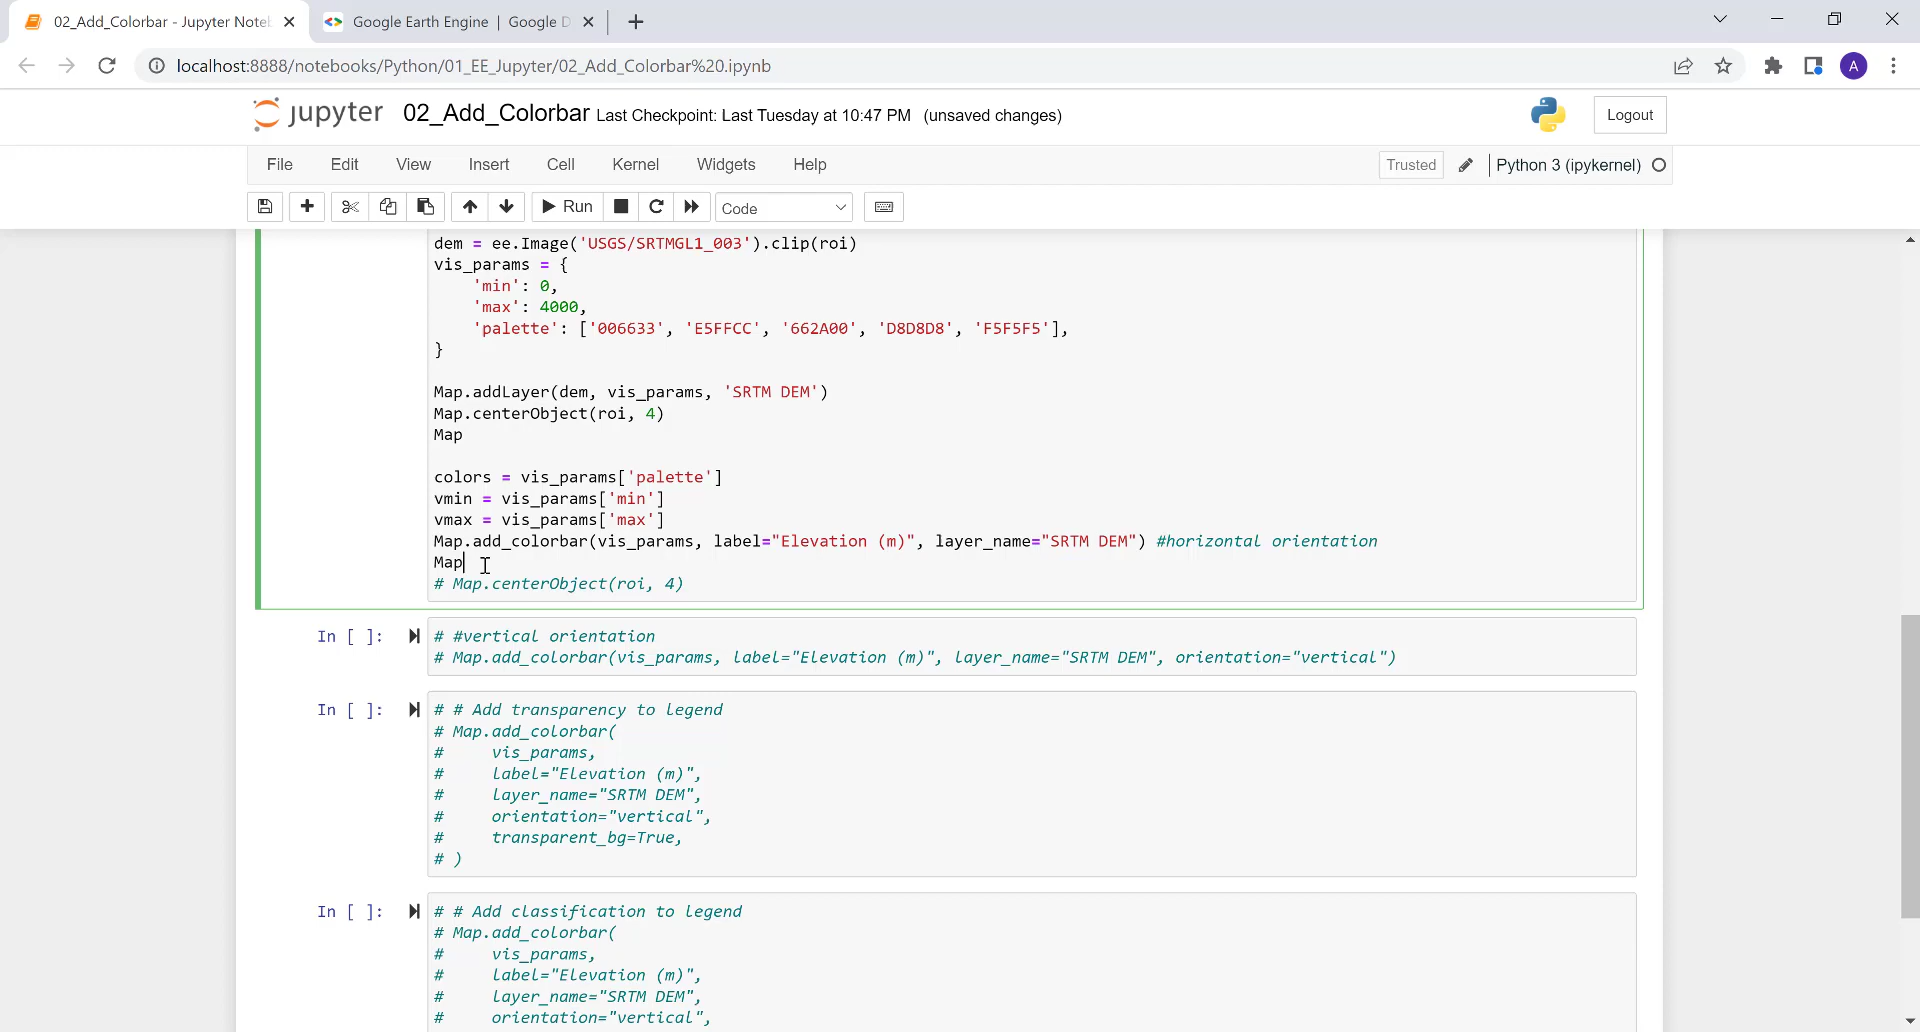 02_Add_Colorbar - Jupyter Note
Google Earth Engine | Google D
localhost:8888/notebooks/Python/01_EE_Jupyter/02_Add_Colorbar%20.ipynb
A
jupyter 02_Add_Colorbar Last Checkpoint: Last Tuesday at 10:47 PM (unsaved changes)
Logout
File Edit View Insert Cell Kernel Widgets Help
Trusted Python 3 (ipykernel)
Run Code
dem = ee.Image('USGS/SRTMGL1_003').clip(roi)
vis_params = {
    'min': 0,
    'max': 4000,
    'palette': ['006633', 'E5FFCC', '662A00', 'D8D8D8', 'F5F5F5'],
}
Map.addLayer(dem, vis_params, 'SRTM DEM')
Map.centerObject(roi, 4)
Map
colors = vis_params['palette']
vmin = vis_params['min']
vmax = vis_params['max']
Map.add_colorbar(vis_params, label="Elevation (m)", layer_name="SRTM DEM") #horizontal orientation
Map
# Map.centerObject(roi, 4)
In [ ]: # #vertical orientation
# Map.add_colorbar(vis_params, label="Elevation (m)", layer_name="SRTM DEM", orientation="vertical")
In [ ]: # # Add transparency to legend
# Map.add_colorbar(
#     vis_params,
#     label="Elevation (m)",
#     layer_name="SRTM DEM",
#     orientation="vertical",
#     transparent_bg=True,
# )
In [ ]: # # Add classification to legend
# Map.add_colorbar(
#     vis_params,
#     label="Elevation (m)",
#     layer_name="SRTM DEM",
#     orientation="vertical",